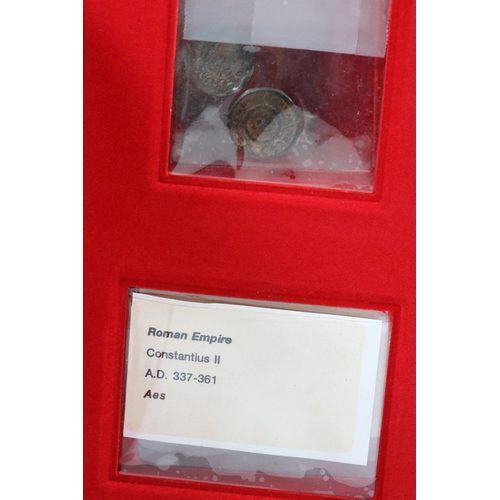 Roman Empire
Constantius II
A.D. 337-361
Aes